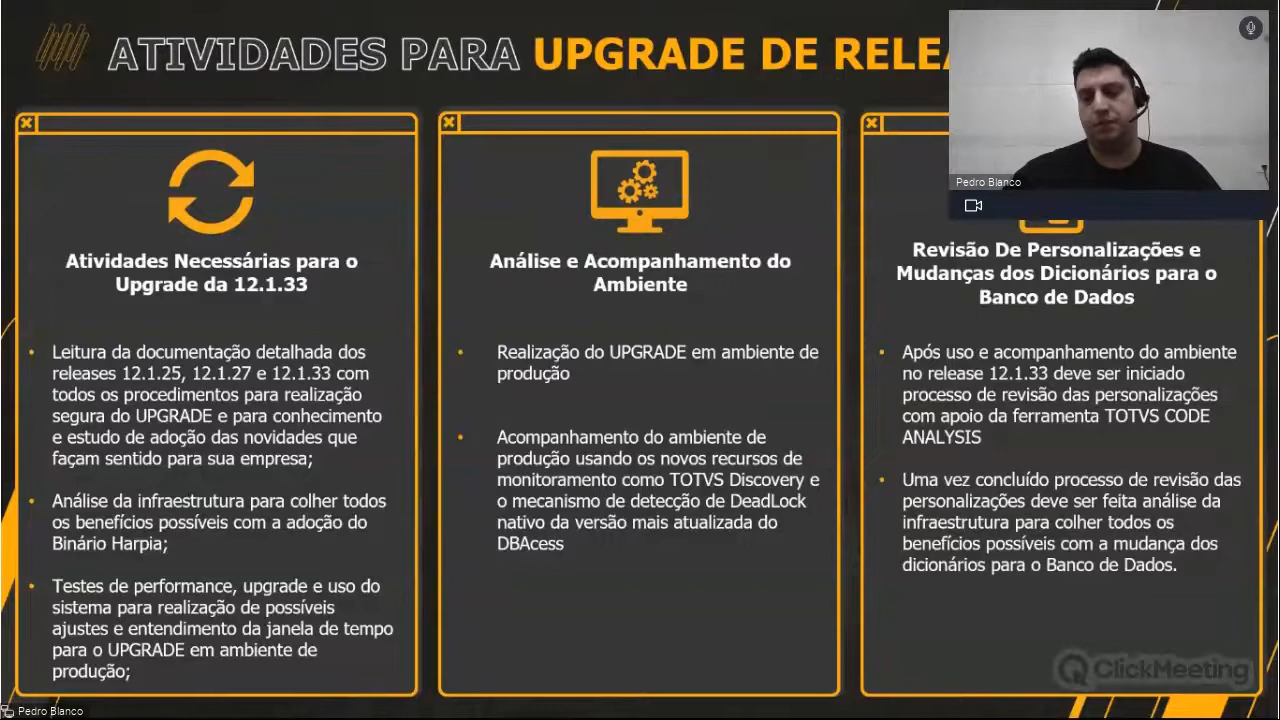 ATIVIDADES PARA UPGRADE DE
Atividades Necessárias para o
Upgrade da 12.1.33
• Leitura da documentação detalhada dos
releases 12.1.25, 12.1.27 e 12.1.33 com
todos os procedimentos para realização
segura do UPGRADE e para conhecimento
e estudo de adoção das novidades que
façam sentido para sua empresa;
• Análise da infraestrutura para colher todos
os benefícios possíveis com a adoção do
Binário Harpia;
• Testes de performance, upgrade e uso do
sistema para realização de possíveis
ajustes e entendimento da janela de tempo
para o UPGRADE em ambiente de
produção;
Análise e Acompanhamento do
Ambiente
• Realização do UPGRADE em ambiente de
produção
• Acompanhamento do ambiente de
produção usando os novos recursos de
monitoramento como TOTVS Discovery e
o mecanismo de detecção de DeadLock
nativo da versão mais atualizada do
DBAcess
Pedro Blanco
Revisão De Personalizações e
Mudanças dos Dicionários para o
Banco de Dados
• Após uso e acompanhamento do ambiente
no release 12.1.33 deve ser iniciado
processo de revisão das personalizações
com apoio da ferramenta TOTVS CODE
ANALYSIS
• Uma vez concluído processo de revisão das
personalizações deve ser feita análise da
infraestrutura para colher todos os
benefícios possíveis com a mudança dos
dicionários para o Banco de Dados.
ClickMeeting
Pedro Blanco